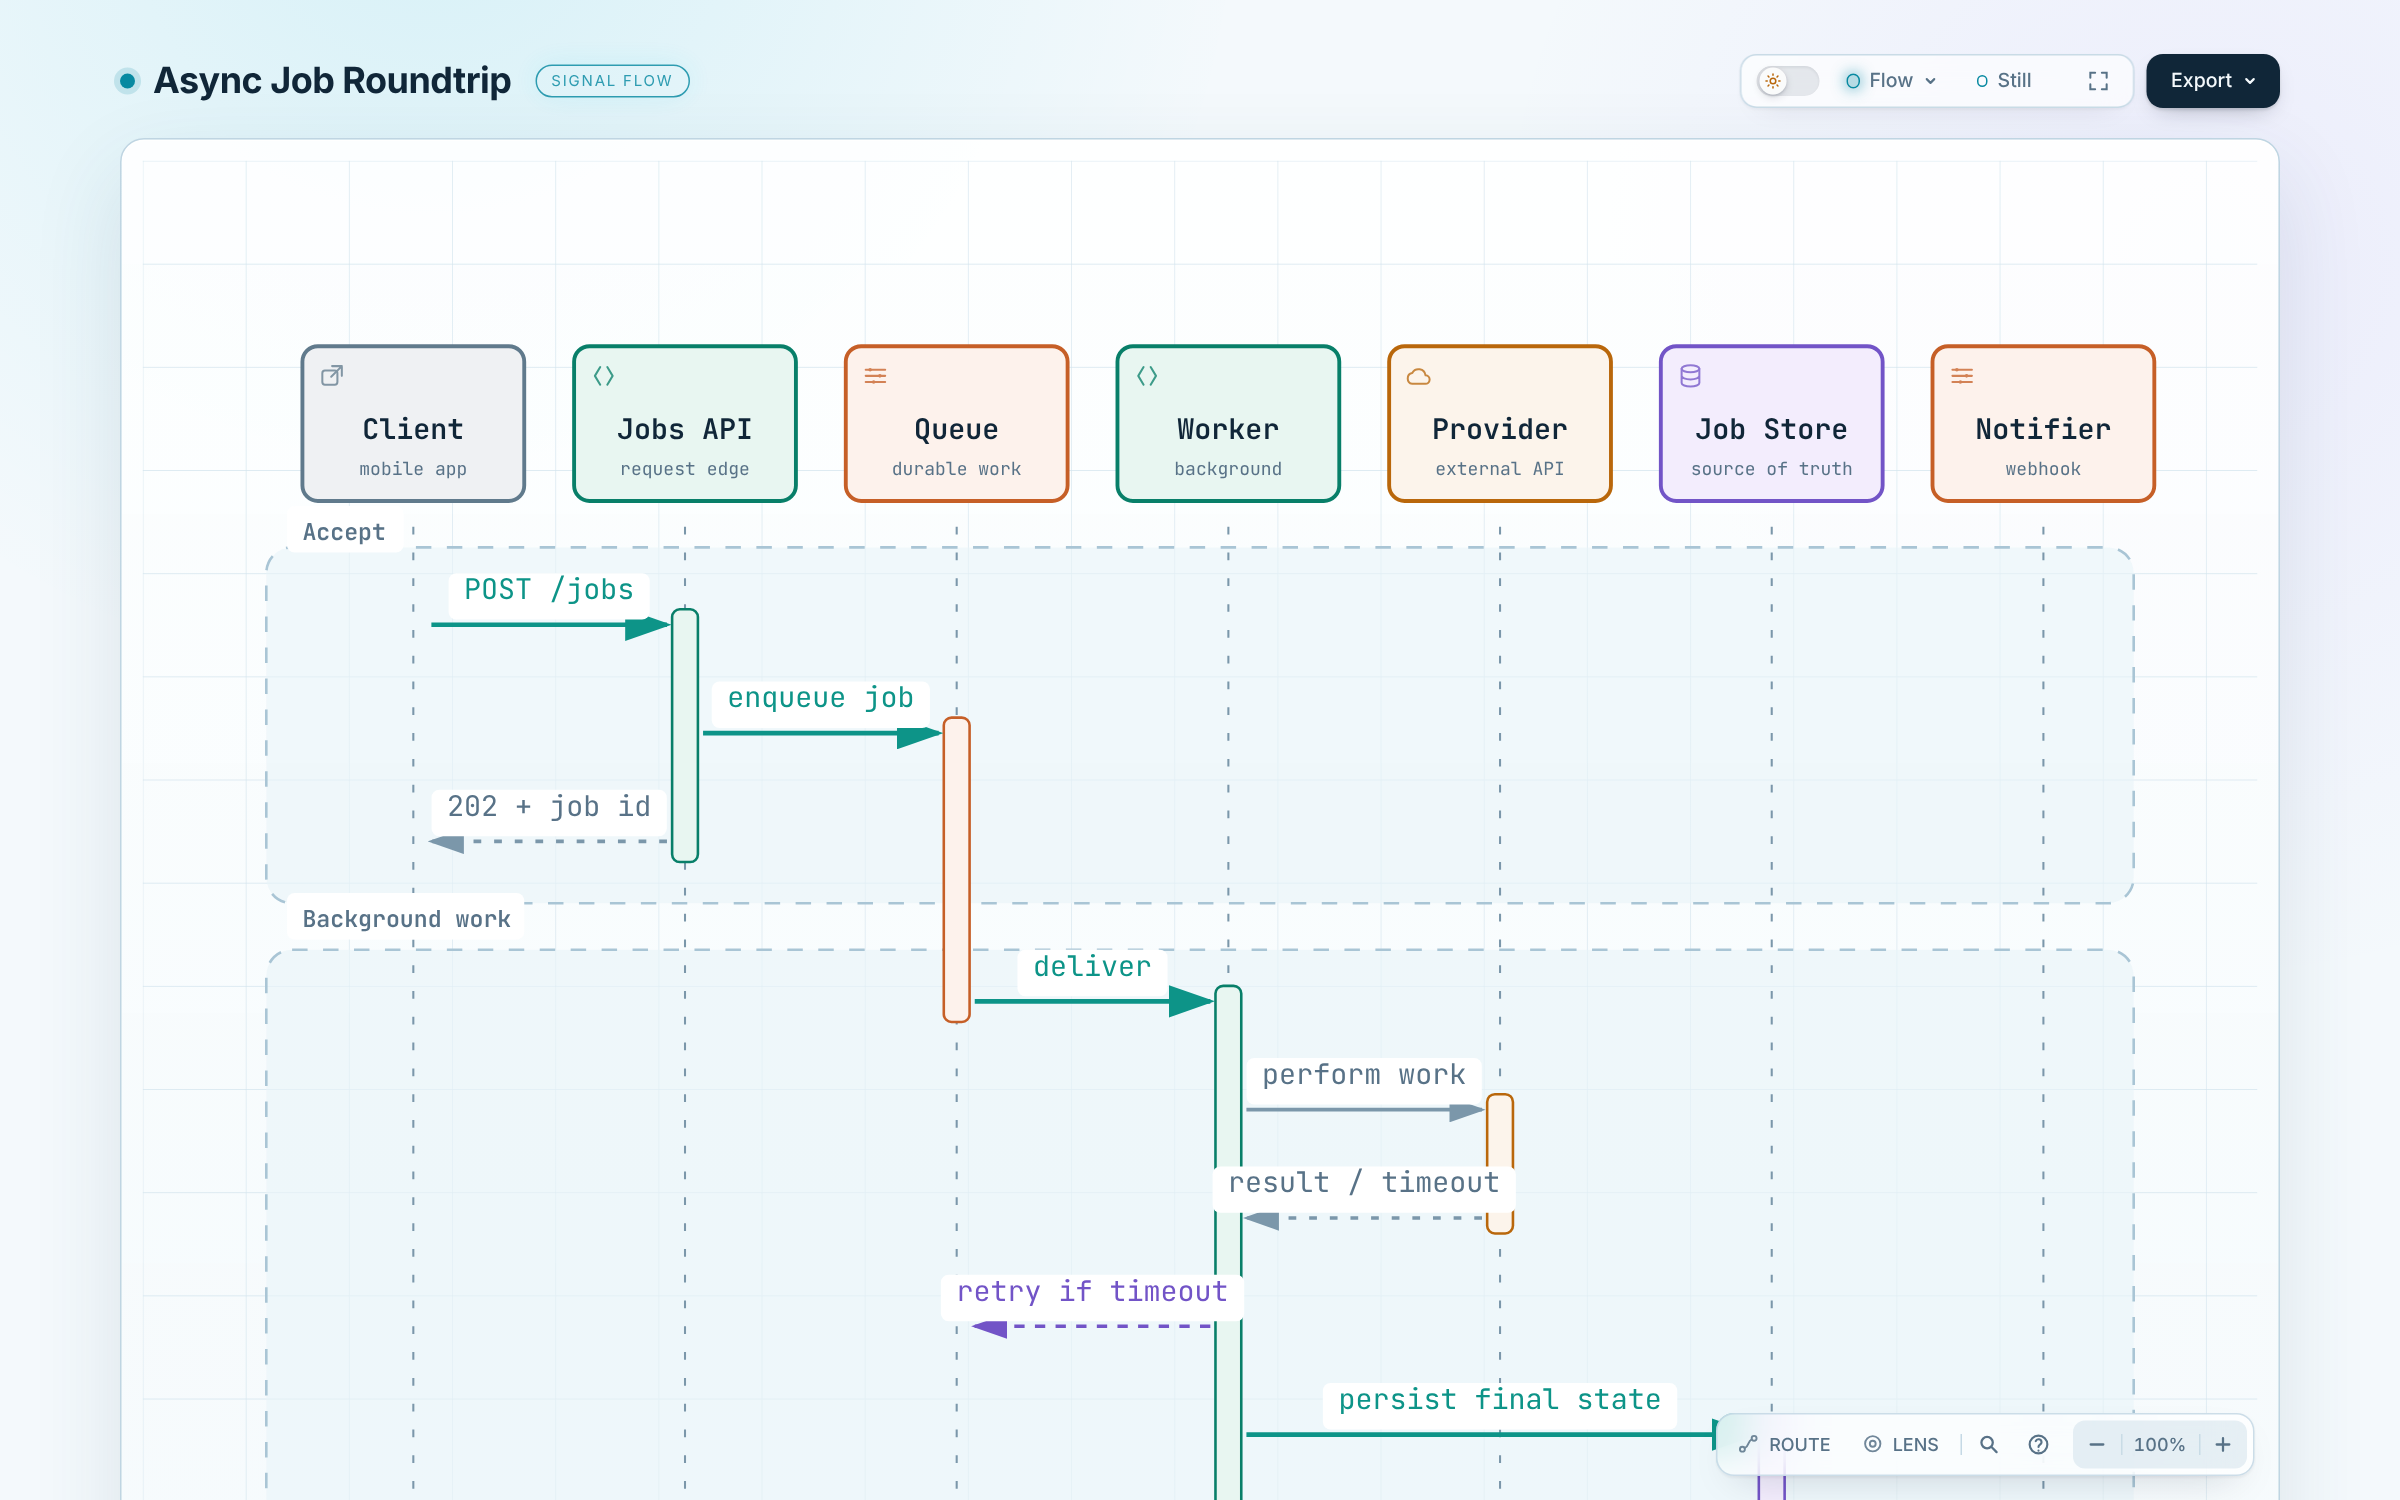 Async Job Roundtrip
SIGNAL FLOW
Flow
Still
Export
Client
mobile app
Jobs API
request edge
Queue
durable work
Worker
background
Provider
external API
Job Store
source of truth
Notifier
webhook
Accept
POST /jobs
enqueue job
202 + job id
Background work
deliver
perform work
result / timeout
retry if timeout
persist final state
ROUTE
LENS
100%